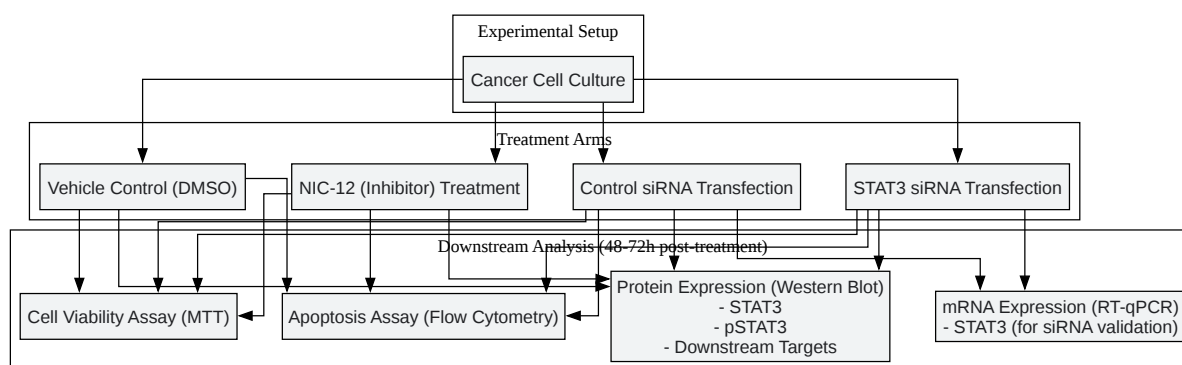 Experimental Setup
Cancer Cell Culture
Treatment Arms
Vehicle Control (DMSO)
NIC-12 (Inhibitor) Treatment
Control siRNA Transfection
STAT3 siRNA Transfection
Downstream Analysis (48-72h post-treatment)
Cell Viability Assay (MTT)
Apoptosis Assay (Flow Cytometry)
Protein Expression (Western Blot)
- STAT3
- pSTAT3
- Downstream Targets
mRNA Expression (RT-qPCR)
- STAT3 (for siRNA validation)